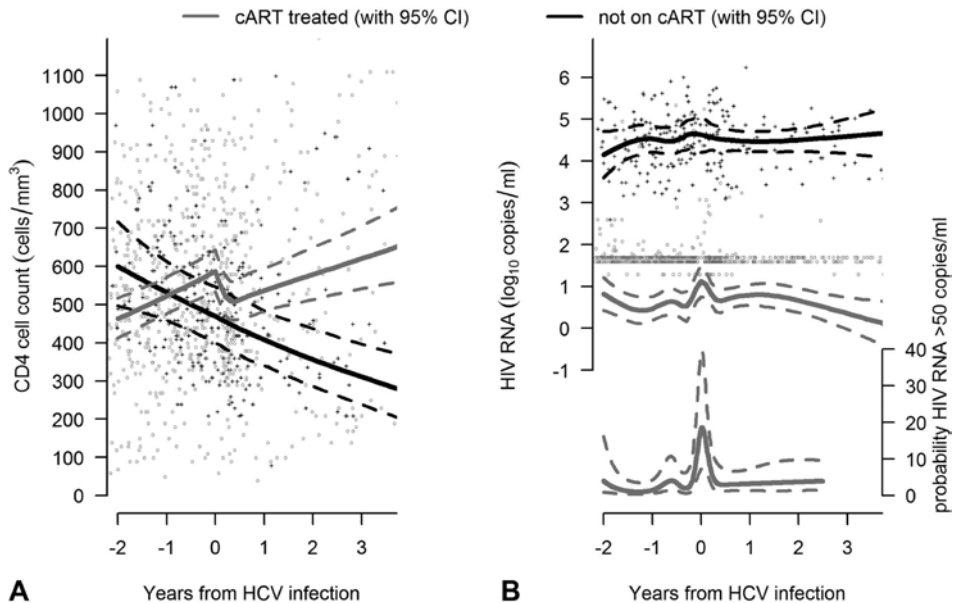 cART treated (with 95% CI)
not on cART (with 95% CI)
CD4 cell count (cells/mm³)
1100
1000
900
800
700
600
500
400
300
200
100
0
-2 -1 0 1 2 3
Years from HCV infection
A
HIV RNA (log₁₀ copies/ml)
6
5
4
3
2
1
0
-1
probability HIV RNA >50 copies/ml
40
30
20
10
0
-2 -1 0 1 2 3
Years from HCV infection
B